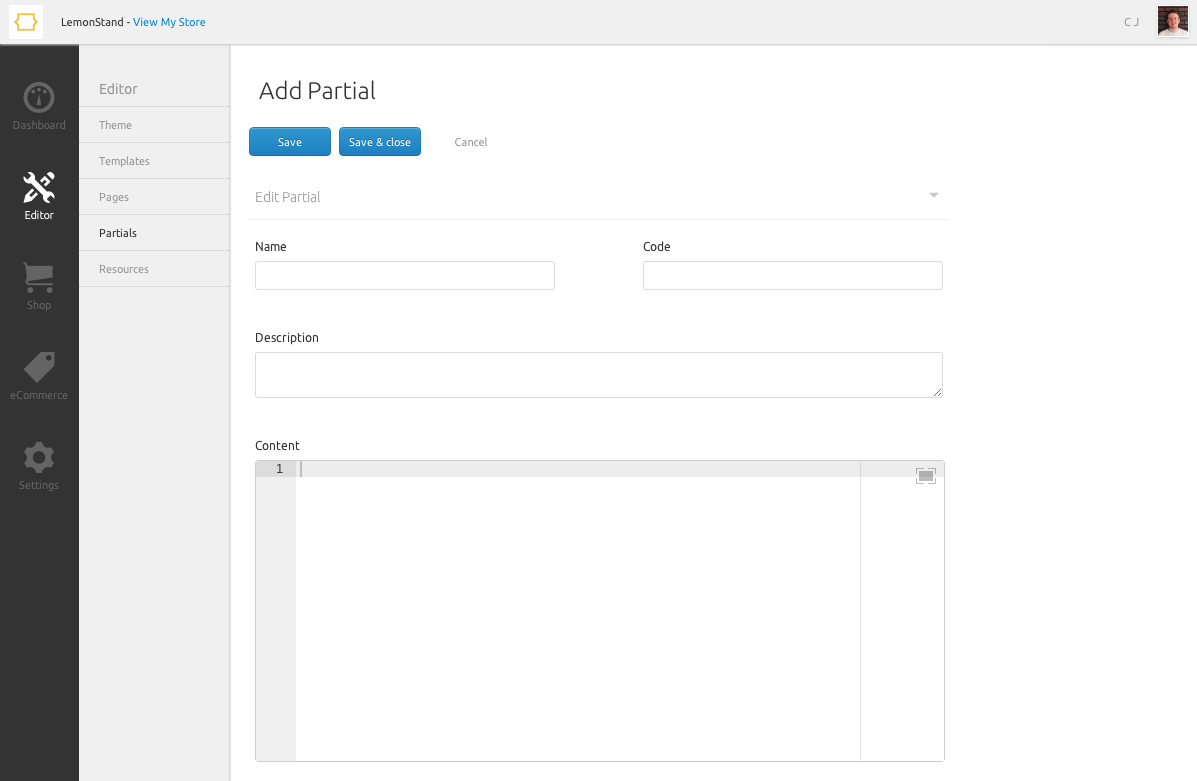 LemonStand - View My Store
C J
Dashboard
Editor
Shop
eCommerce
Settings
Editor
Theme
Templates
Pages
Partials
Resources
Add Partial
Save Save & close Cancel
Edit Partial
Name Code
Description
Content
1